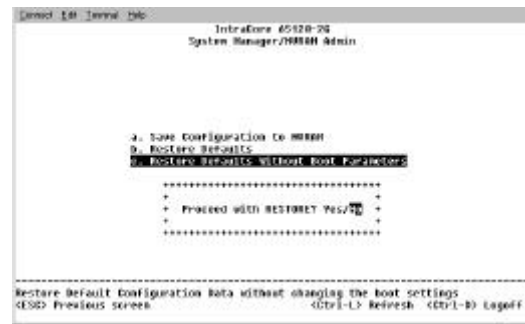 Connect Edit Terminal Help
IntraCore 65120-2G
System Manager/NVRAM Admin
a. Save Configuration to NVRAM
b. Restore Defaults
c. Restore Defaults Without Boot Parameters
+++++++++++++++++++++++++++++++++
+ +
+ Proceed with RESTORE? Yes/No +
+ +
+++++++++++++++++++++++++++++++++
Restore Default Configuration Data without changing the boot settings
<ESC> Previous screen <Ctrl-L> Refresh <Ctrl-D> Logoff